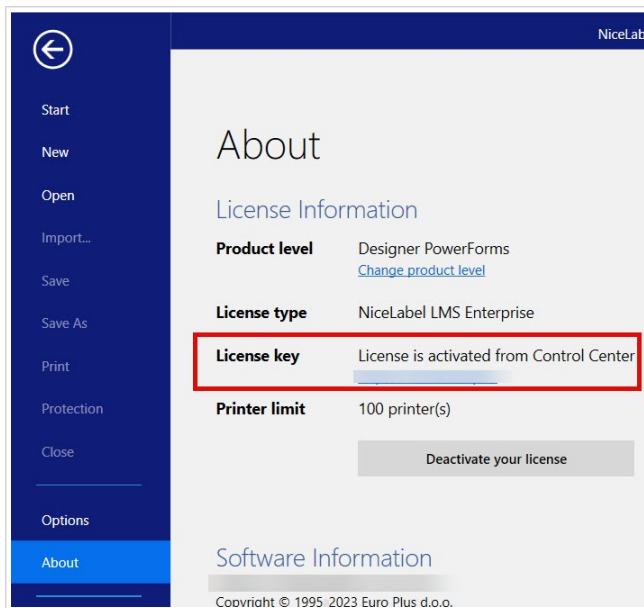 NiceLab
Start
New
Open
Import...
Save
Save As
Print
Protection
Close
Options
About
About
License Information
Product level Designer PowerForms
Change product level
License type NiceLabel LMS Enterprise
License key License is activated from Control Center
Printer limit 100 printer(s)
Deactivate your license
Software Information
Copyright © 1995-2023 Euro Plus d.o.o.